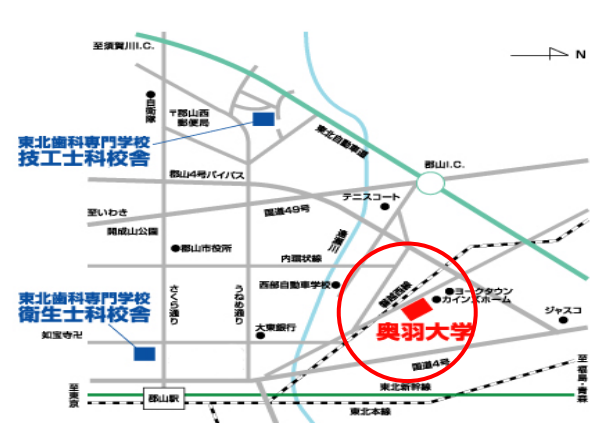 至須賀川I.C.
N
自衛隊
〒郡山西
郵便局
東北歯科専門学校
技工士科校舎
東北自動車道
郡山I.C.
郡山4号バイパス
テニスコート
至いわき
国道49号
開成山公園
逢瀬川
郡山市役所
内環状線
東北歯科専門学校
衛生士科校舎
さくら通り
うねめ通り
西部自動車学校
磐越西線
ヨークタウン
カインズホーム
ジャスコ
奥羽大学
大東銀行
如宝寺卍
国道4号
至東京
郡山駅
東北新幹線
東北本線
至福島・青森